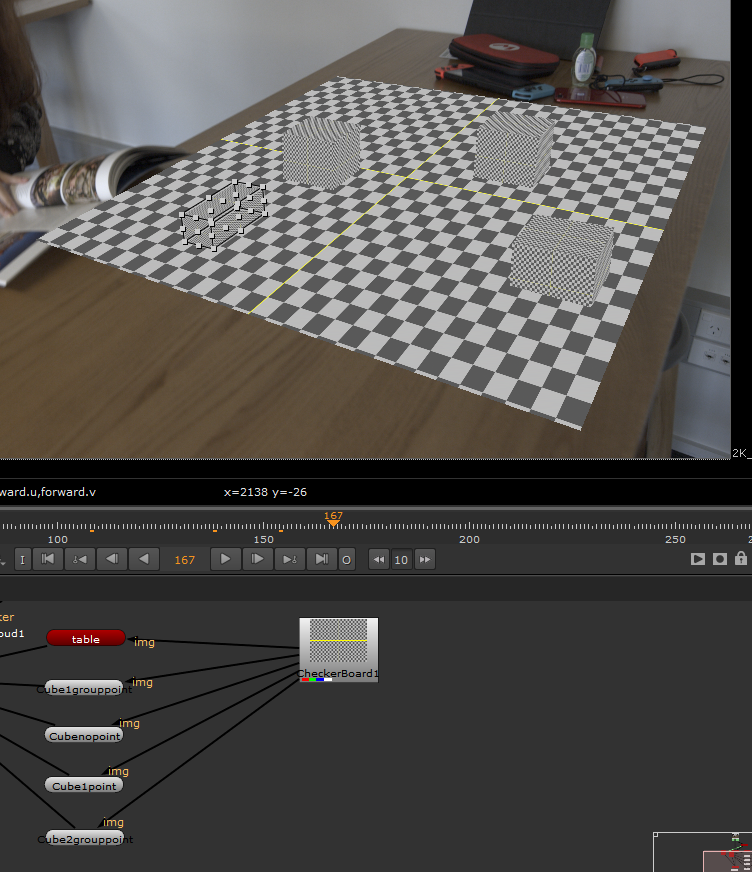 2K_
ward.u,forward.v
x=2138 y=-26
167
100
150
200
250
2
I
167
O
10
ter
oud1
table
img
CheckerBoard1
Cube1grouppoint
img
Cubenopoint
img
Cube1point
img
Cube2grouppoint
img